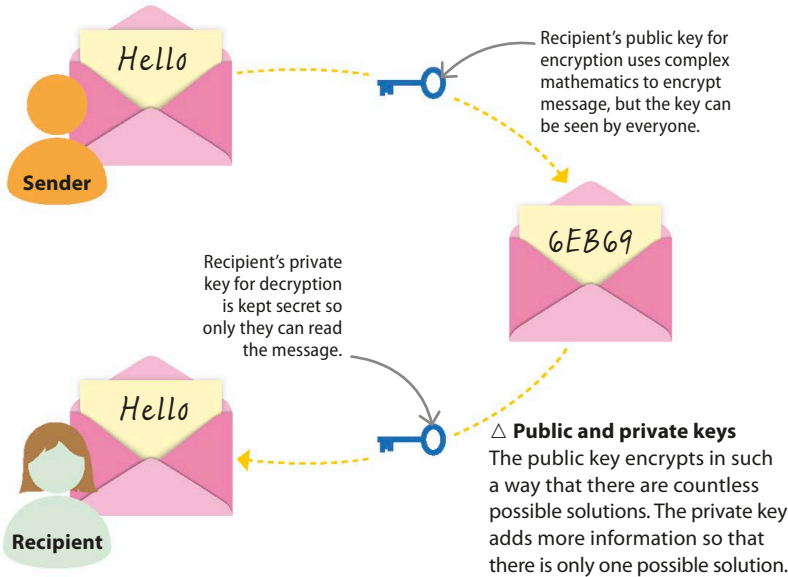 Hello
Sender
Recipient's public key for
encryption uses complex
mathematics to encrypt
message, but the key can
be seen by everyone.
6EB69
Recipient's private
key for decryption
is kept secret so
only they can read
the message.
Hello
Recipient
△ Public and private keys
The public key encrypts in such
a way that there are countless
possible solutions. The private key
adds more information so that
there is only one possible solution.